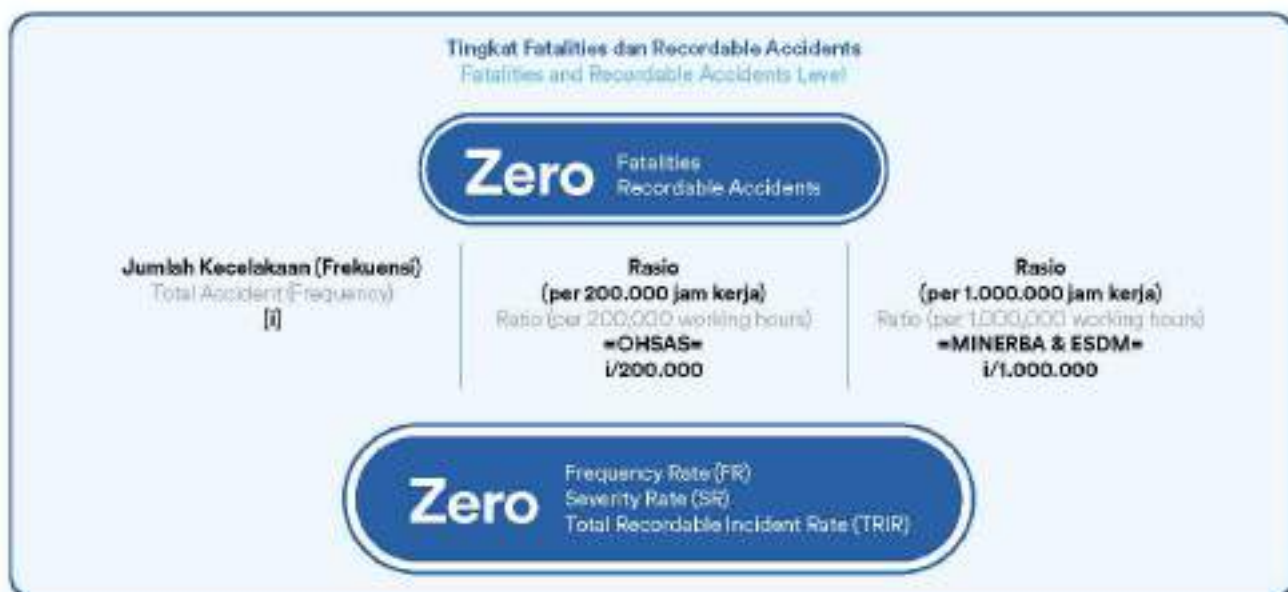 Tingkat Fatalities dan Recordable Accidents
Fatalities and Recordable Accidents Level
Zero
Fatalities
Recordable Accidents
Jumlah Kecelakaan (Frekuensi)
Total Accident (Frequency)
[i]
Rasio
(per 200.000 jam kerja)
Ratio (per 200,000 working hours)
=OHSAS=
i/200.000
Rasio
(per 1.000.000 jam kerja)
Ratio (per 1,000,000 working hours)
=MINERBA & ESDM=
i/1.000.000
Zero
Frequency Rate (FR)
Severity Rate (SR)
Total Recordable Incident Rate (TRIR)